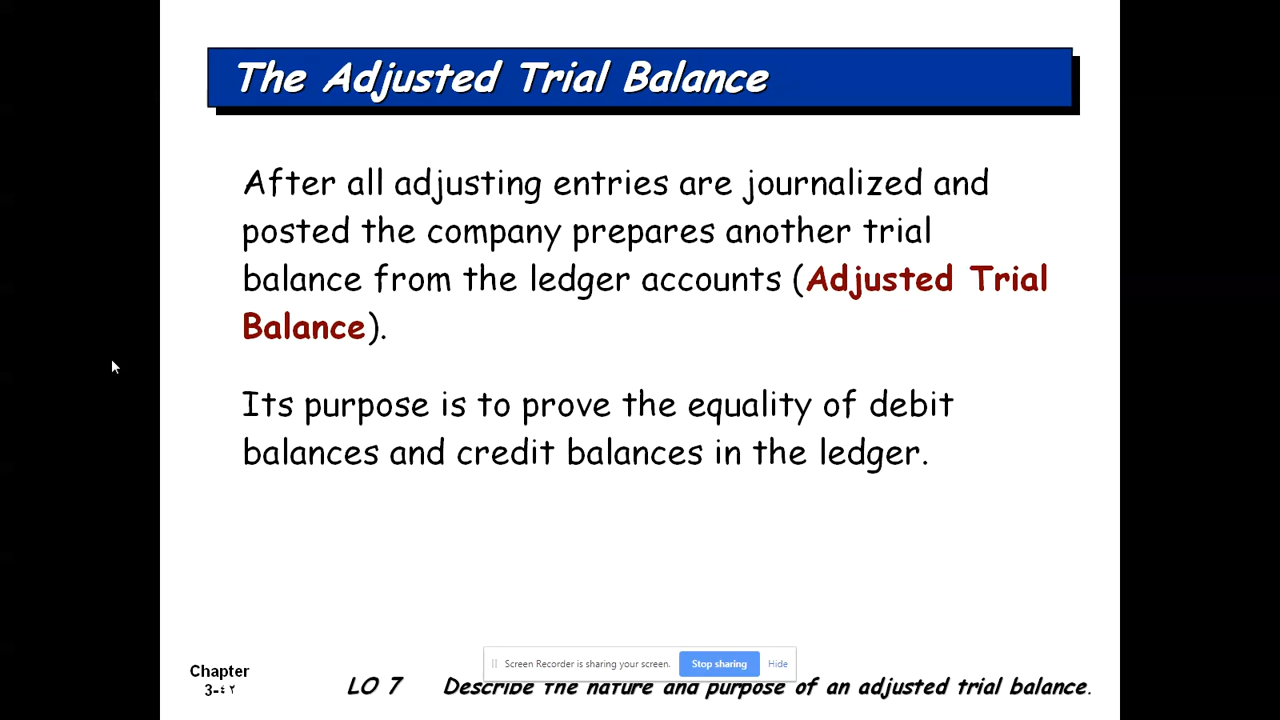 The Adjusted Trial Balance
After all adjusting entries are journalized and
posted the company prepares another trial
balance from the ledger accounts (Adjusted Trial
Balance).
Its purpose is to prove the equality of debit
balances and credit balances in the ledger.
Screen Recorder is sharing your screen. Stop sharing Hide
Chapter
3-٤٢
LO 7 Describe the nature and purpose of an adjusted trial balance.